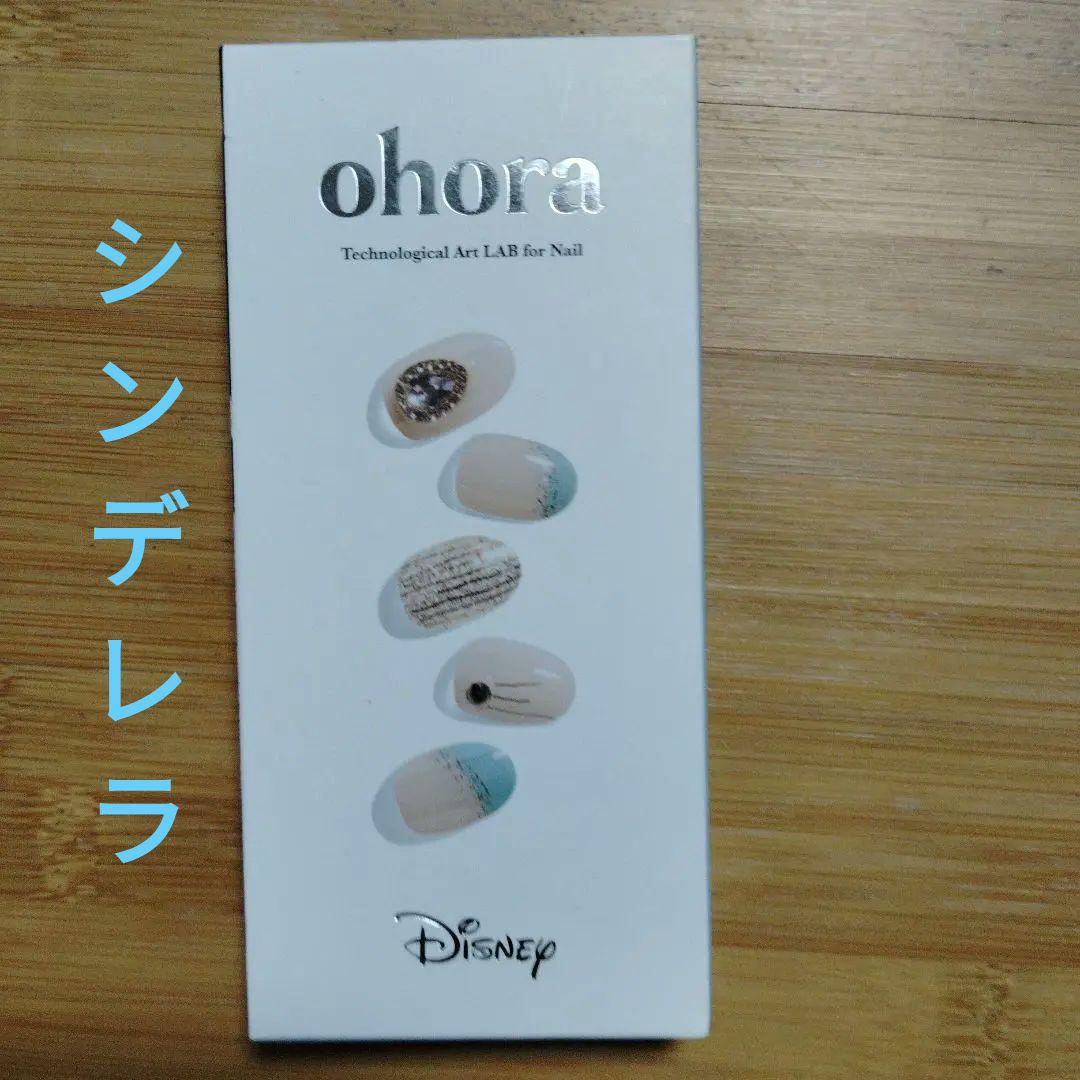 シンデレラ
ohora
Technological Art LAB for Nail
Disney